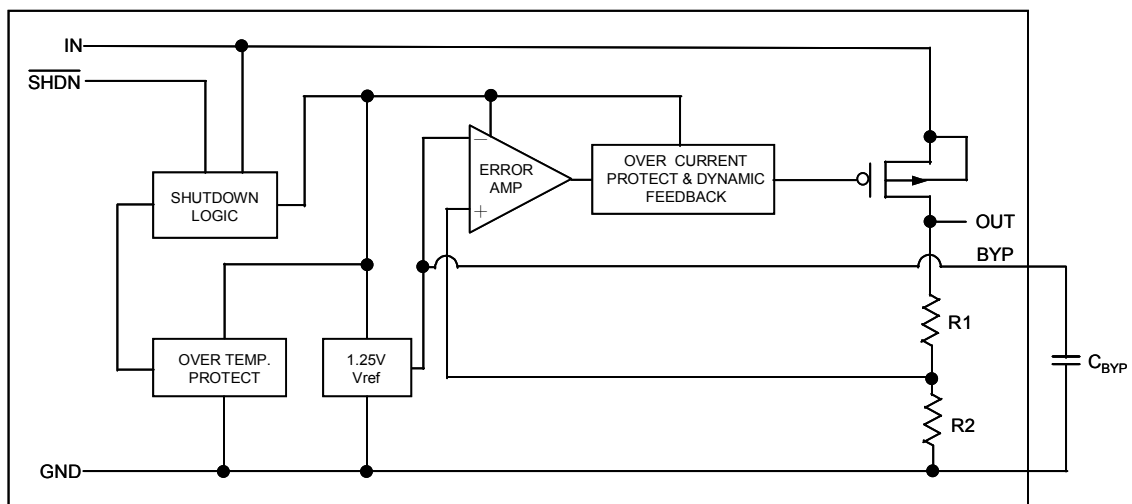 IN
SHDN
SHUTDOWN
LOGIC
−
ERROR
AMP
+
OVER CURRENT
PROTECT & DYNAMIC
FEEDBACK
OUT
BYP
R1
OVER TEMP.
PROTECT
1.25V
Vref
CBYP
R2
GND